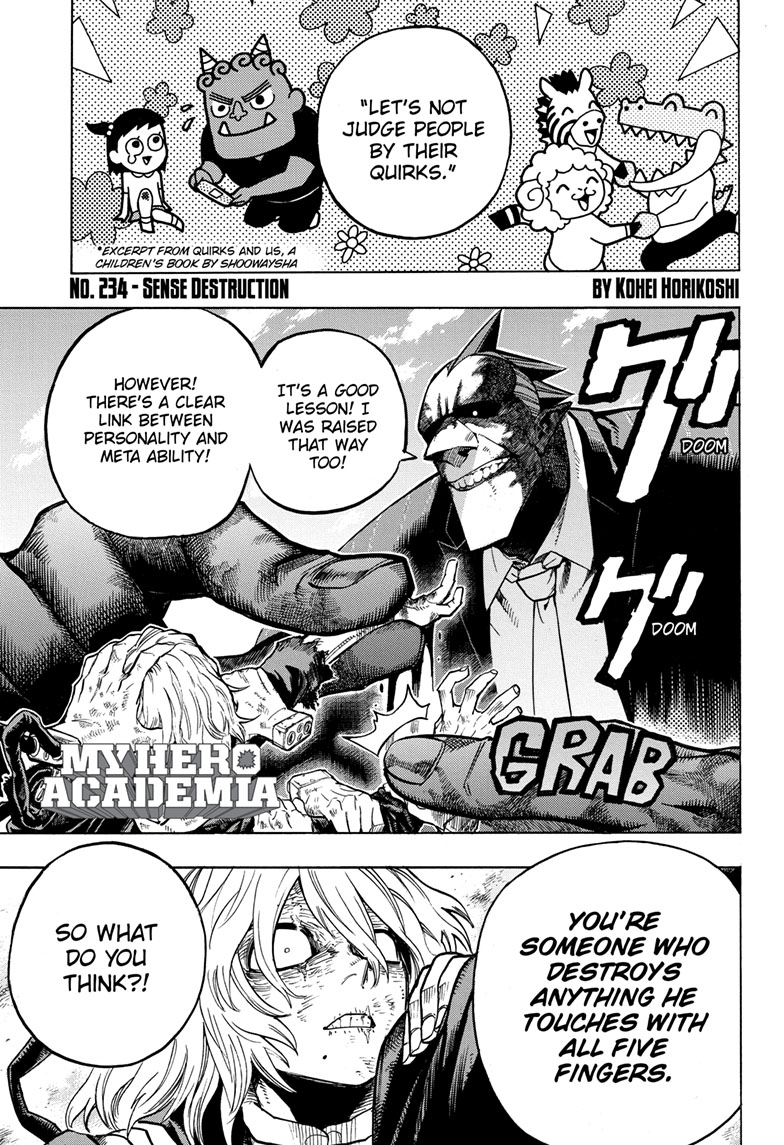 "LET'S NOT
JUDGE PEOPLE
BY THEIR
QUIRKS."
*EXCERPT FROM QUIRKS AND US, A
CHILDREN'S BOOK BY SHOOWAYSHA
NO. 234 - SENSE DESTRUCTION
BY KOHEI HORIKOSHI
グググ
DOOM
IT'S A GOOD
LESSON! I
WAS RAISED
THAT WAY
TOO!
HOWEVER!
THERE'S A CLEAR
LINK BETWEEN
PERSONALITY AND
META ABILITY!
ググ
DOOM
GRAB
MY HERO
ACADEMIA
YOU'RE
SOMEONE WHO
DESTROYS
ANYTHING HE
TOUCHES WITH
ALL FIVE
FINGERS.
SO WHAT
DO YOU
THINK?!